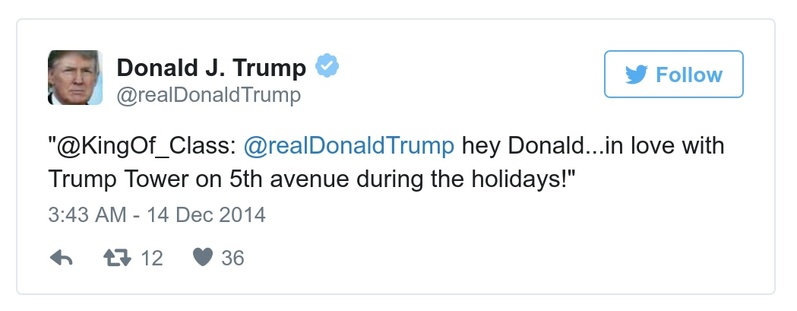 Donald J. Trump
@realDonaldTrump
Follow
"@KingOf_Class: @realDonaldTrump hey Donald...in love with
Trump Tower on 5th avenue during the holidays!"
3:43 AM - 14 Dec 2014
12 36